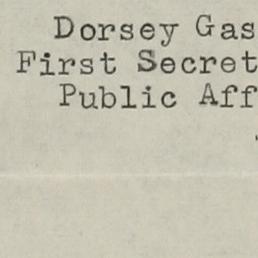 Dorsey Gas
First Secret
Public Aff